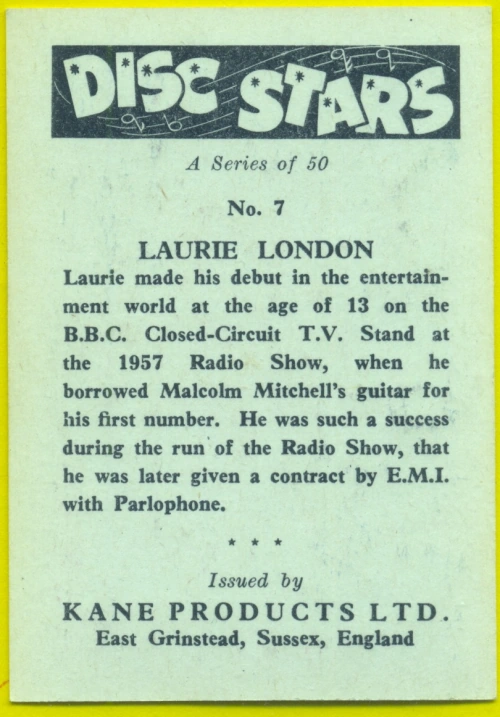 DISC STARS
A Series of 50
No. 7
LAURIE LONDON
Laurie made his debut in the entertain-
ment world at the age of 13 on the
B.B.C. Closed-Circuit T.V. Stand at
the 1957 Radio Show, when he
borrowed Malcolm Mitchell's guitar for
his first number. He was such a success
during the run of the Radio Show, that
he was later given a contract by E.M.I.
with Parlophone.
* * *
Issued by
KANE PRODUCTS LTD.
East Grinstead, Sussex, England